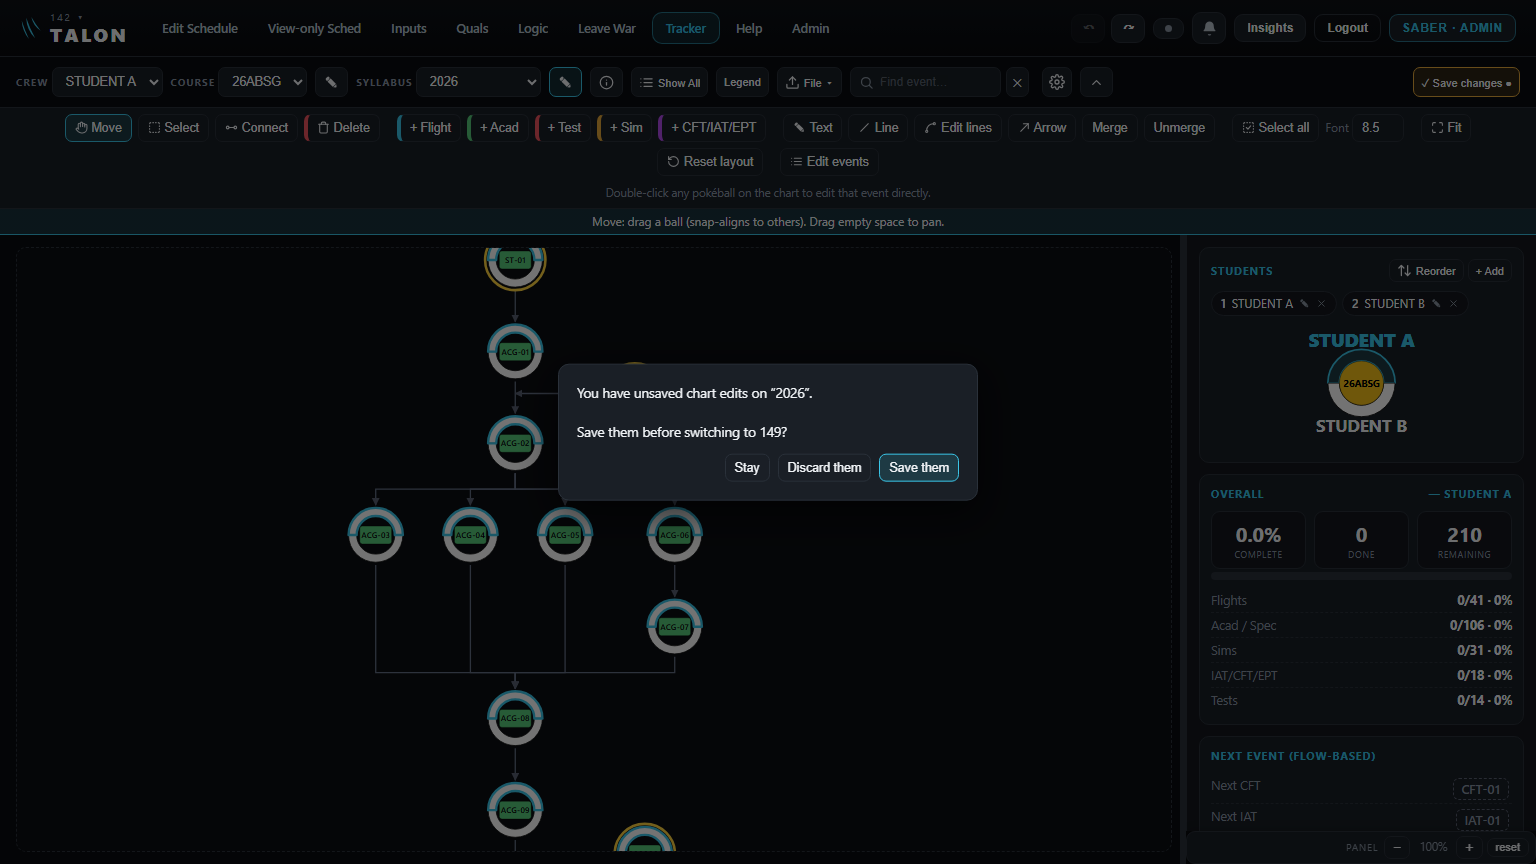 142
TALON
Edit Schedule
View-only Sched
Inputs
Quals
Logic
Leave War
Tracker
Help
Admin
Insights
Logout
SABER · ADMIN
CREW
STUDENT A
COURSE
26ABSG
SYLLABUS
2026
Show All
Legend
File
Find event...
✓ Save changes
Move
Select
Connect
Delete
+ Flight
+ Acad
+ Test
+ Sim
+ CFT/IAT/EPT
Text
Line
Edit lines
Arrow
Merge
Unmerge
Select all
Font
8.5
Fit
Reset layout
Edit events
Double-click any pokéball on the chart to edit that event directly.
Move: drag a ball (snap-aligns to others). Drag empty space to pan.
ST-01
ACG-01
ACG-02
ACG-03
ACG-04
ACG-05
ACG-06
ACG-07
ACG-08
ACG-09
You have unsaved chart edits on “2026”.
Save them before switching to 149?
Stay
Discard them
Save them
STUDENTS
Reorder
+ Add
1 STUDENT A
2 STUDENT B
STUDENT A
26ABSG
STUDENT B
OVERALL
— STUDENT A
0.0%
COMPLETE
0
DONE
210
REMAINING
Flights
0/41 · 0%
Acad / Spec
0/106 · 0%
Sims
0/31 · 0%
IAT/CFT/EPT
0/18 · 0%
Tests
0/14 · 0%
NEXT EVENT (FLOW-BASED)
Next CFT
CFT-01
Next IAT
IAT-01
PANEL
−
100%
+
reset